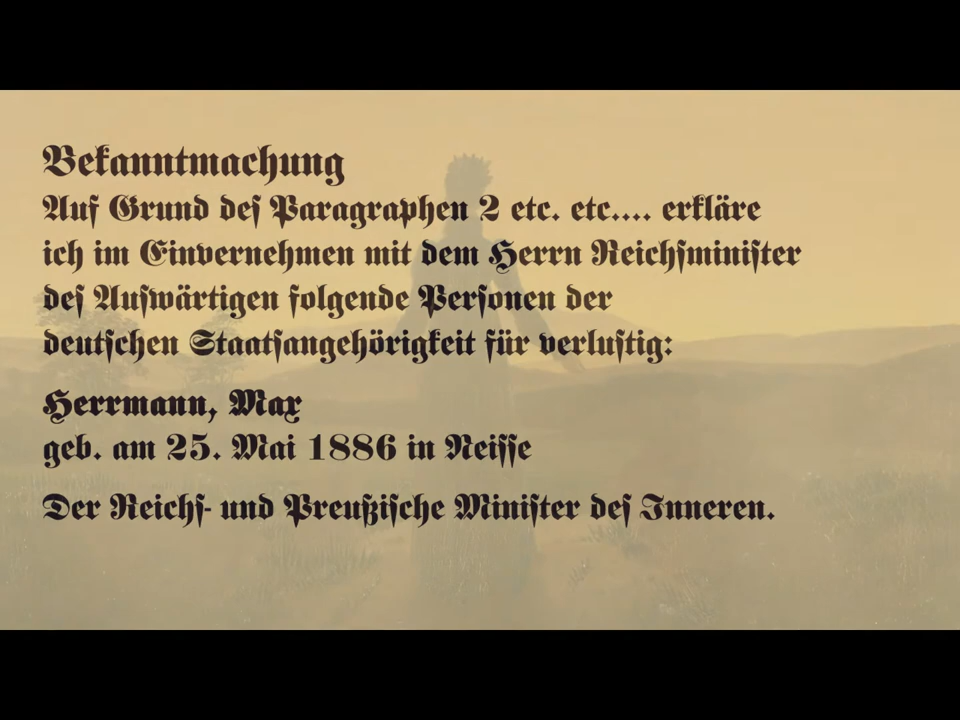 Bekanntmachung
Auf Grund deſ Paragraphen 2 etc. etc.... erkläre
ich im Einvernehmen mit dem Herrn Reichſminiſter
deſ Auſwärtigen folgende Perſonen der
deutſchen Staatſangehörigkeit für verluſtig:
Herrmann, Max
geb. am 25. Mai 1886 in Neiſſe
Der Reichſ- und Preußiſche Miniſter deſ Inneren.